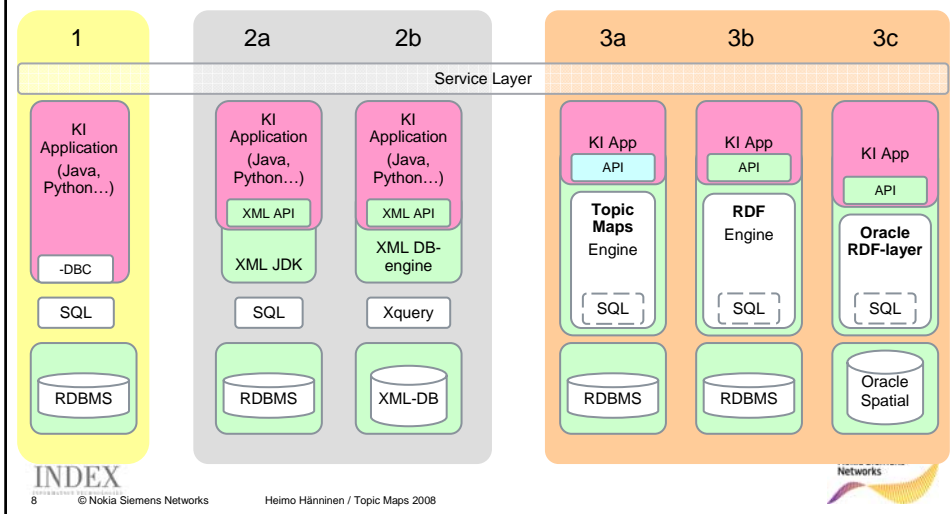 1
2a
2b
3a
3b
3c
Service Layer
KI
Application
(Java,
Python…)
-DBC
SQL
RDBMS
KI
Application
(Java,
Python…)
XML API
XML JDK
SQL
RDBMS
KI
Application
(Java,
Python…)
XML API
XML DB-
engine
Xquery
XML-DB
KI App
API
Topic
Maps
Engine
SQL
RDBMS
KI App
API
RDF
Engine
SQL
RDBMS
KI App
API
Oracle
RDF-layer
SQL
Oracle
Spatial
INDEX
8 © Nokia Siemens Networks Heimo Hänninen / Topic Maps 2008
Networks